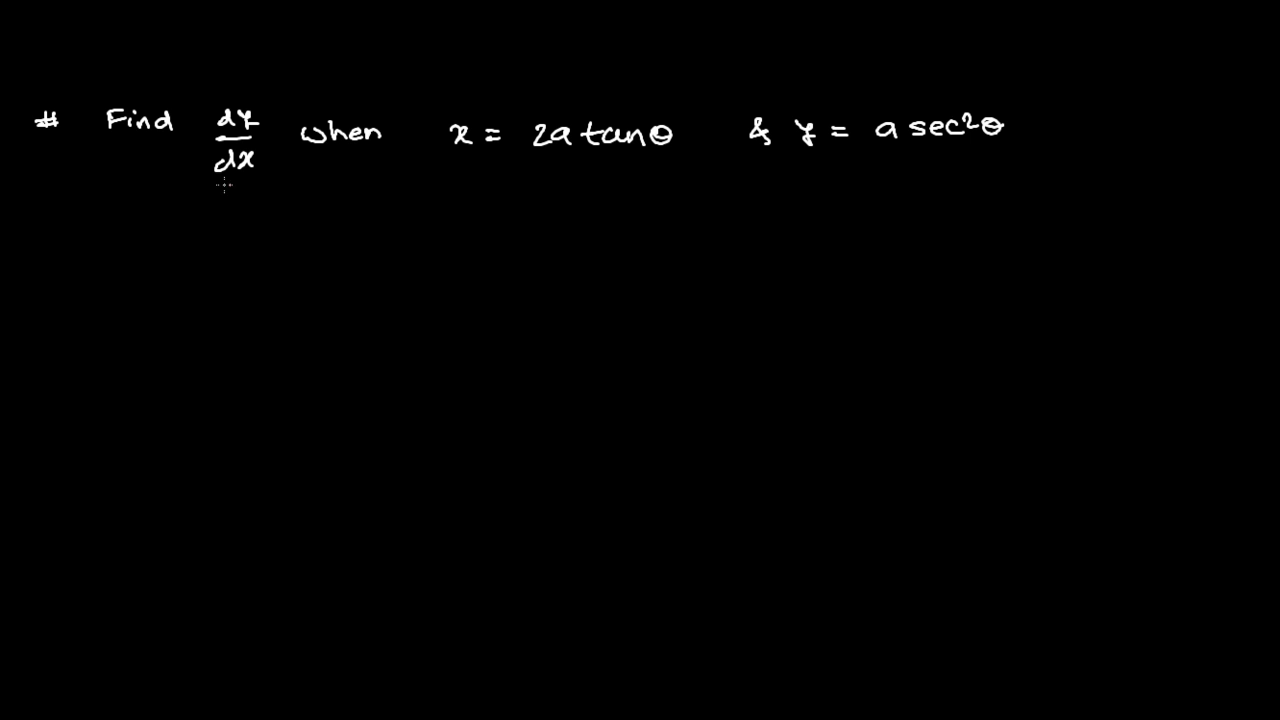 # Find dy/dx when x = 2a tanθ & y = a sec²θ